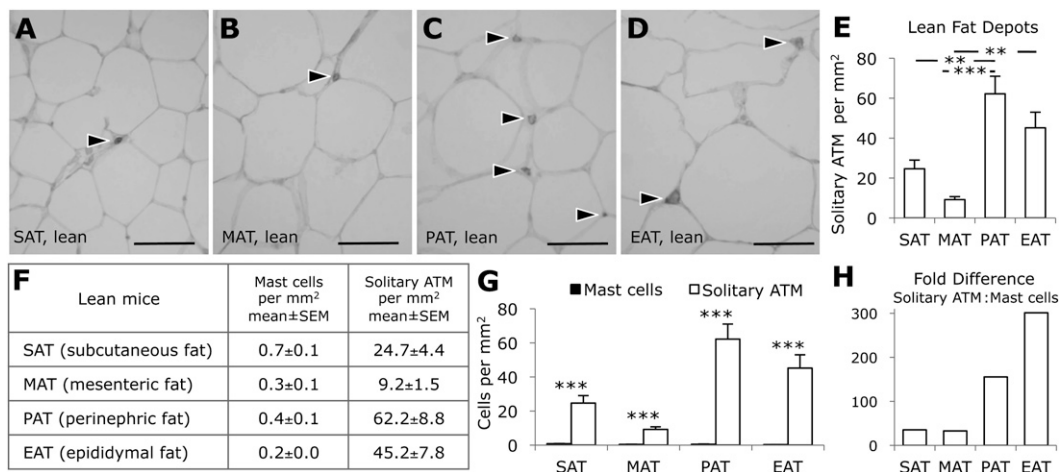 A
B
C
D
SAT, lean
MAT, lean
PAT, lean
EAT, lean
E
Lean Fat Depots
**
**
-***-
Solitary ATM per mm²
80
60
40
20
0
SAT MAT PAT EAT
F
Lean mice
Mast cells
per mm²
mean±SEM
Solitary ATM
per mm²
mean±SEM
SAT (subcutaneous fat) 0.7±0.1 24.7±4.4
MAT (mesenteric fat) 0.3±0.1 9.2±1.5
PAT (perinephric fat) 0.4±0.1 62.2±8.8
EAT (epididymal fat) 0.2±0.0 45.2±7.8
G
Mast cells Solitary ATM
Cells per mm²
80
60
40
20
0
***
***
***
***
SAT MAT PAT EAT
H
Fold Difference
Solitary ATM:Mast cells
300
200
100
0
SAT MAT PAT EAT